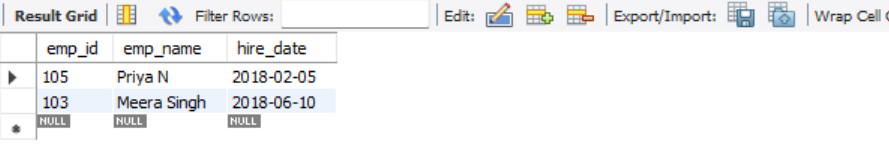 Result Grid Filter Rows: Edit: Export/Import: Wrap Cell
emp_id emp_name hire_date
105 Priya N 2018-02-05
103 Meera Singh 2018-06-10
NULL NULL NULL